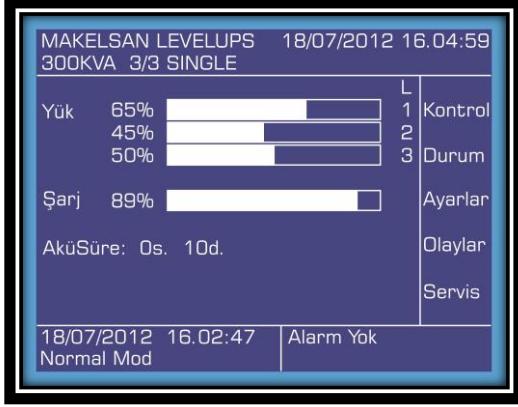 MAKELSAN LEVELUPS 18/07/2012 16.04:59
300KVA 3/3 SINGLE
L
Yük 65% 1 Kontrol
45% 2
50% 3 Durum
Şarj 89% Ayarlar
AküSüre: 0s. 10d. Olaylar
Servis
18/07/2012 16.02:47 Alarm Yok
Normal Mod